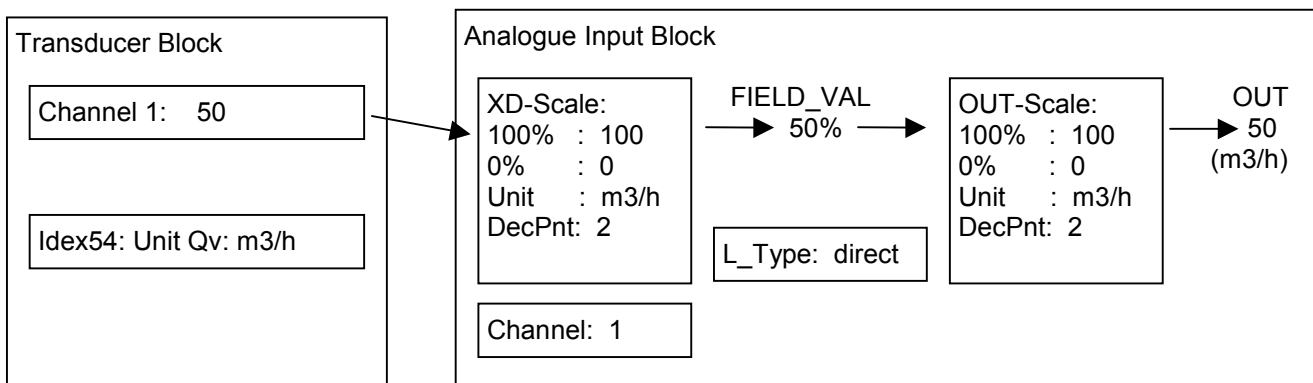 Transducer Block
Channel 1: 50
Idex54: Unit Qv: m3/h
Analogue Input Block
XD-Scale:
100% : 100
0% : 0
Unit : m3/h
DecPnt: 2
Channel: 1
FIELD_VAL
50%
L_Type: direct
OUT-Scale:
100% : 100
0% : 0
Unit : m3/h
DecPnt: 2
OUT
50
(m3/h)